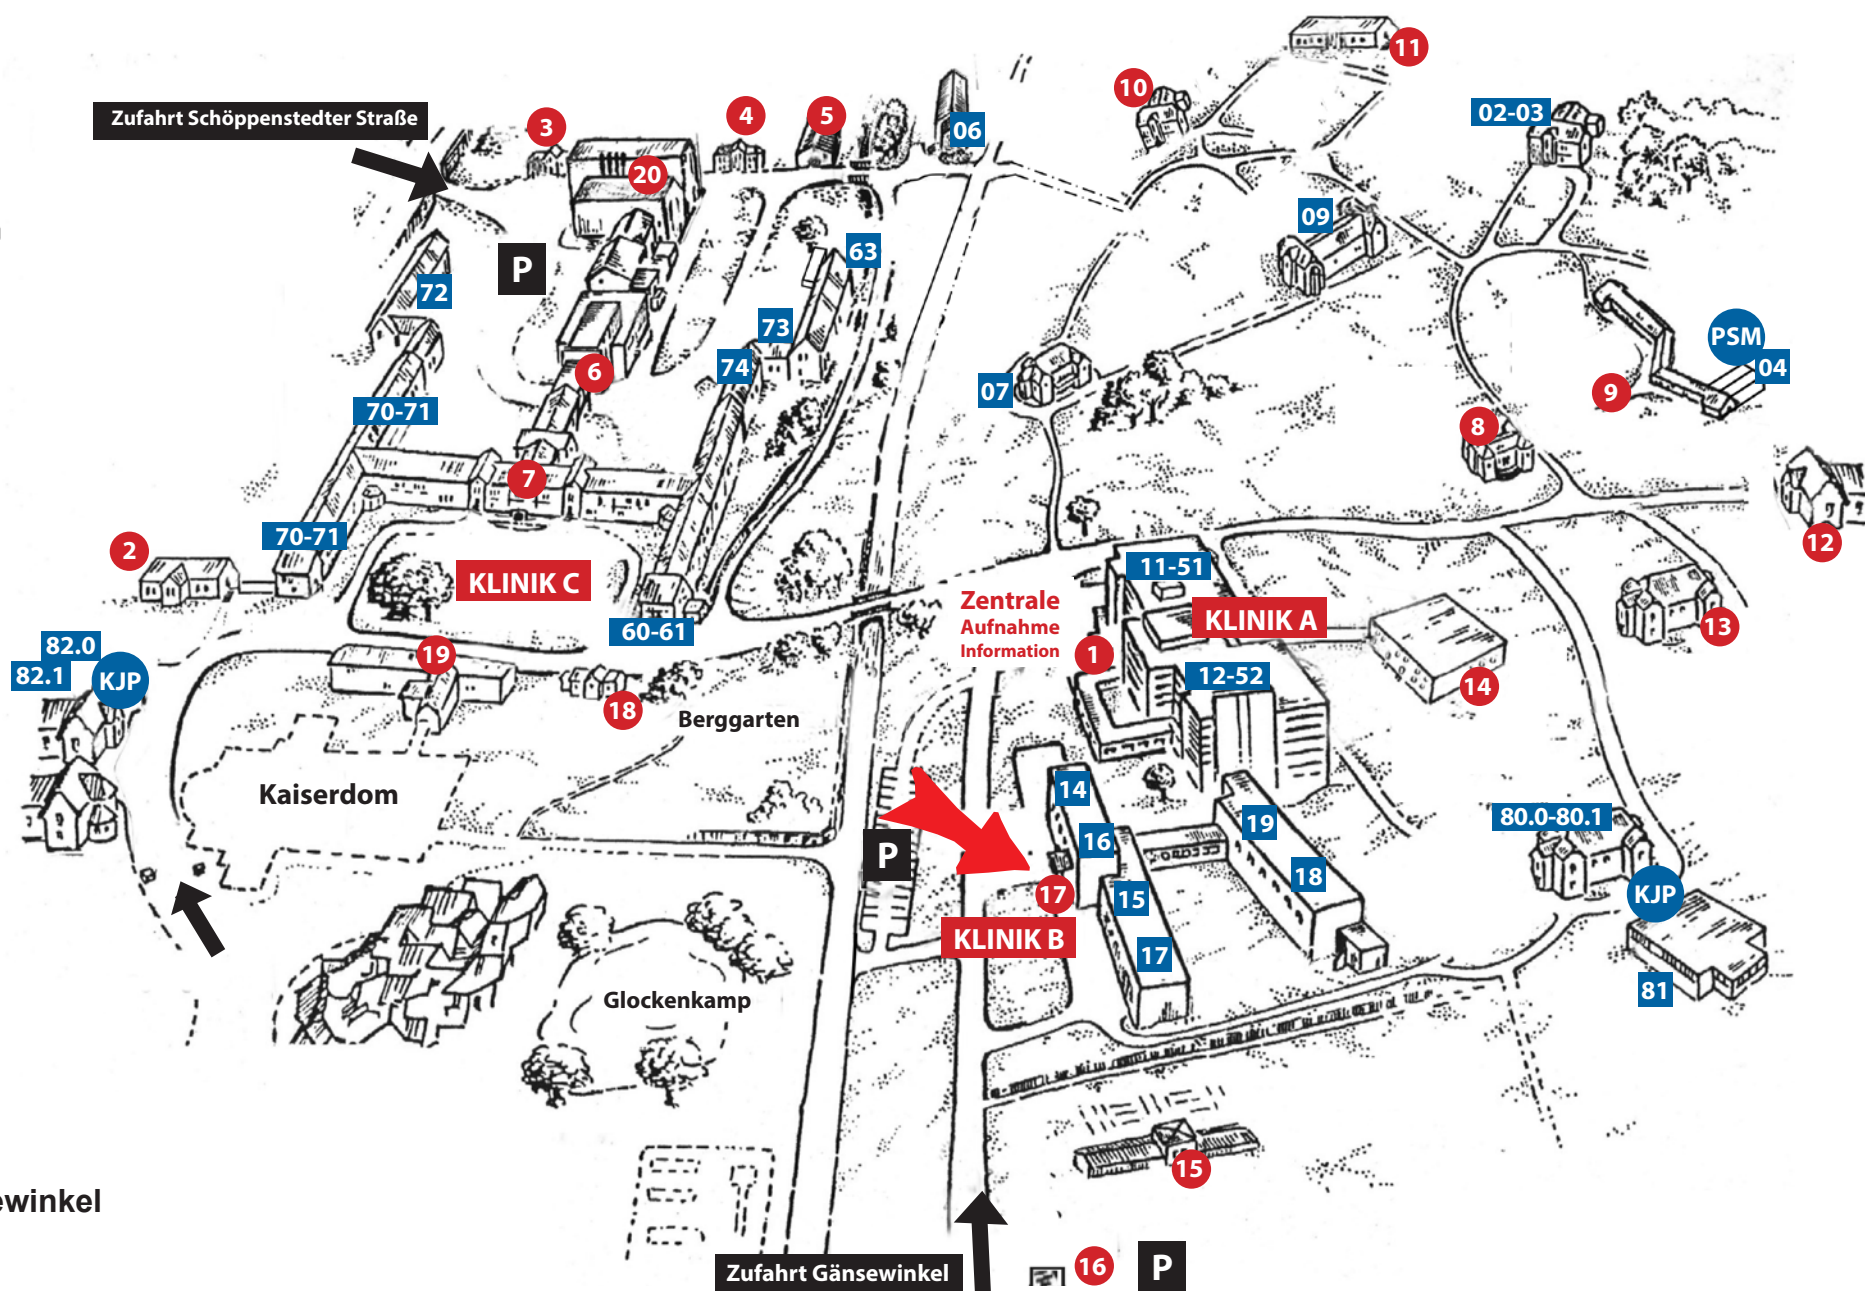 11
10
02-03
Zufahrt Schöppenstedter Straße
3
4
5
06
20
09
63
P
72
73
PSM
74
04
6
07
9
70-71
8
7
70-71
12
2
KLINIK C
11-51
Zentrale
Aufnahme
Information
KLINIK A
60-61
13
82.0
82.1
KJP
19
1
12-52
14
18
Berggarten
Kaiserdom
14
19
80.0-80.1
16
P
18
17
15
KJP
KLINIK B
17
81
Glockenkamp
15
ewinkel
Zufahrt Gänsewinkel
16
P